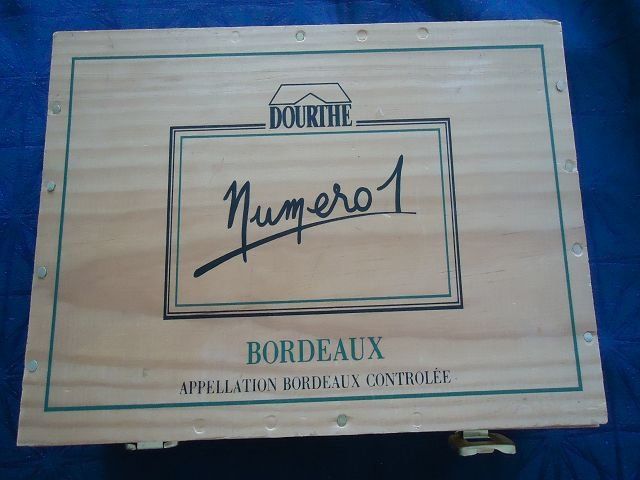 DOURTHE
Numero 1
BORDEAUX
APPELLATION BORDEAUX CONTROLÉE